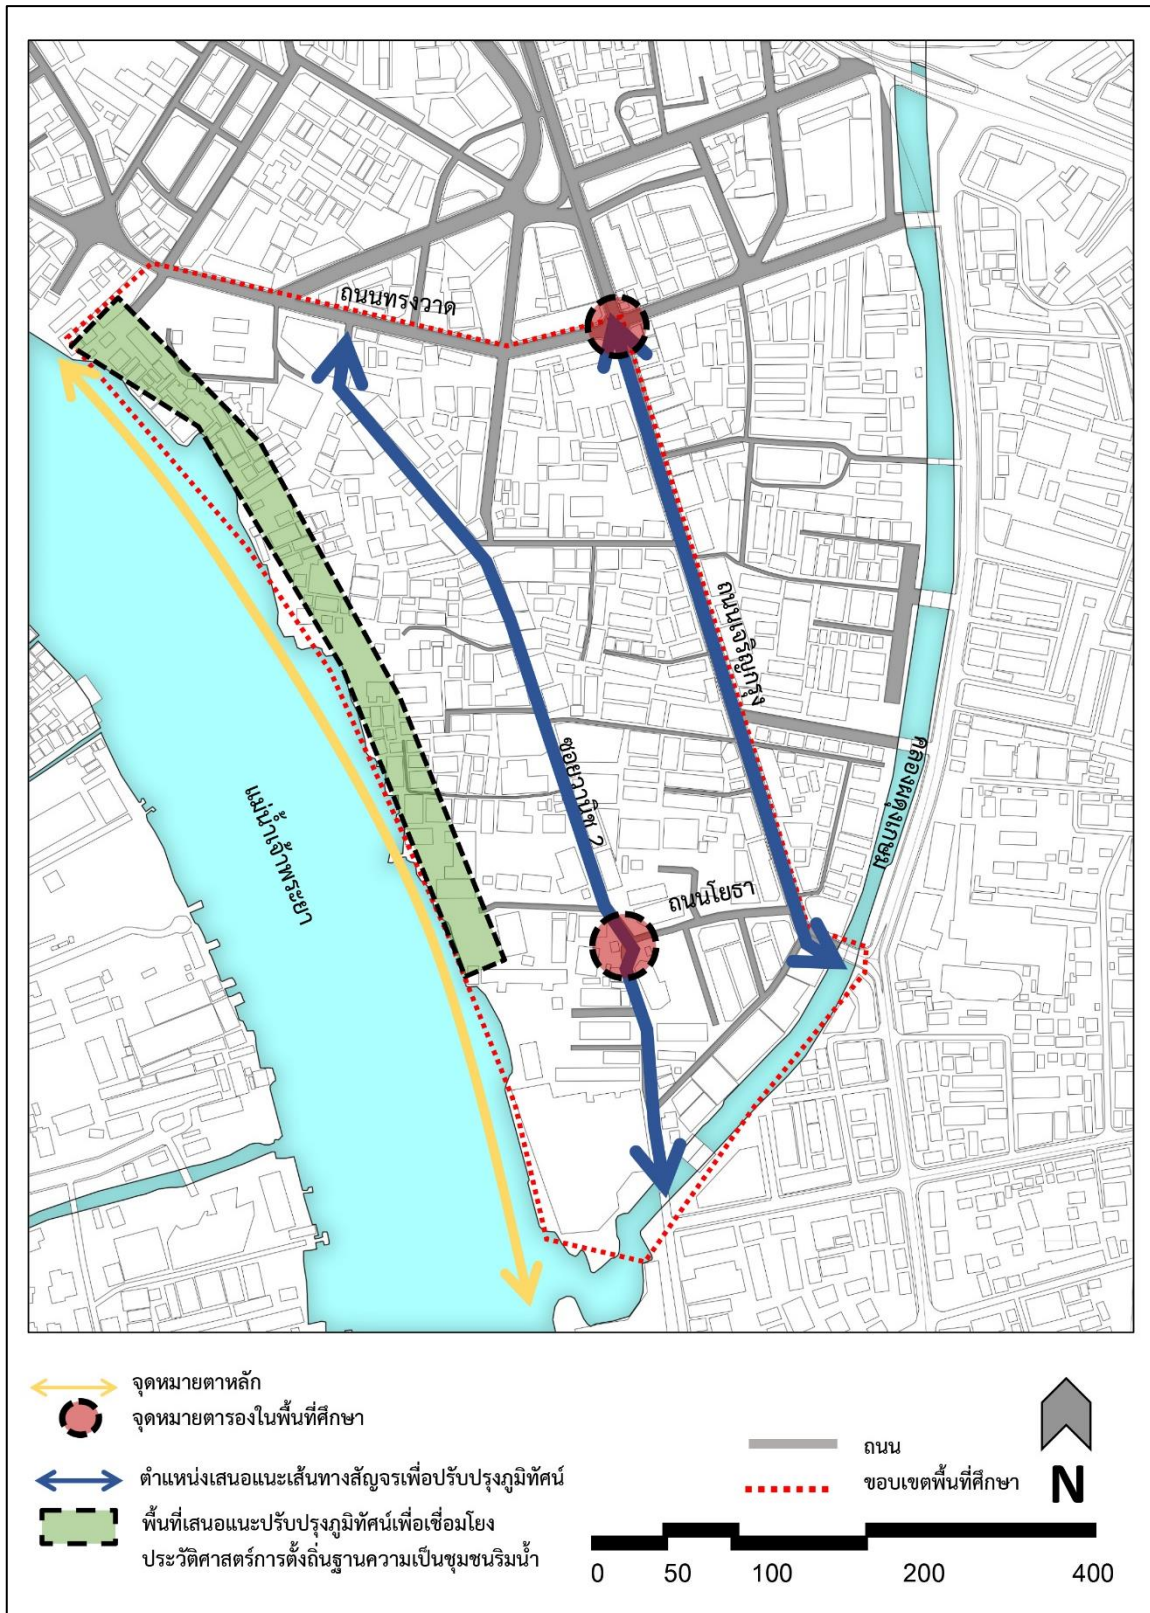 ถนนทรงวาด
ถนนเจริญกรุง
ซอยวานิช 2
คลองผดุงเกษม
แม่น้ำเจ้าพระยา
ถนนโยธา
จุดหมายตาหลัก
จุดหมายตารองในพื้นที่ศึกษา
ตำแหน่งเสนอแนะเส้นทางสัญจรเพื่อปรับปรุงภูมิทัศน์
พื้นที่เสนอแนะปรับปรุงภูมิทัศน์เพื่อเชื่อมโยง
ประวัติศาสตร์การตั้งถิ่นฐานความเป็นชุมชนริมน้ำ
ถนน
ขอบเขตพื้นที่ศึกษา
N
0 50 100 200 400